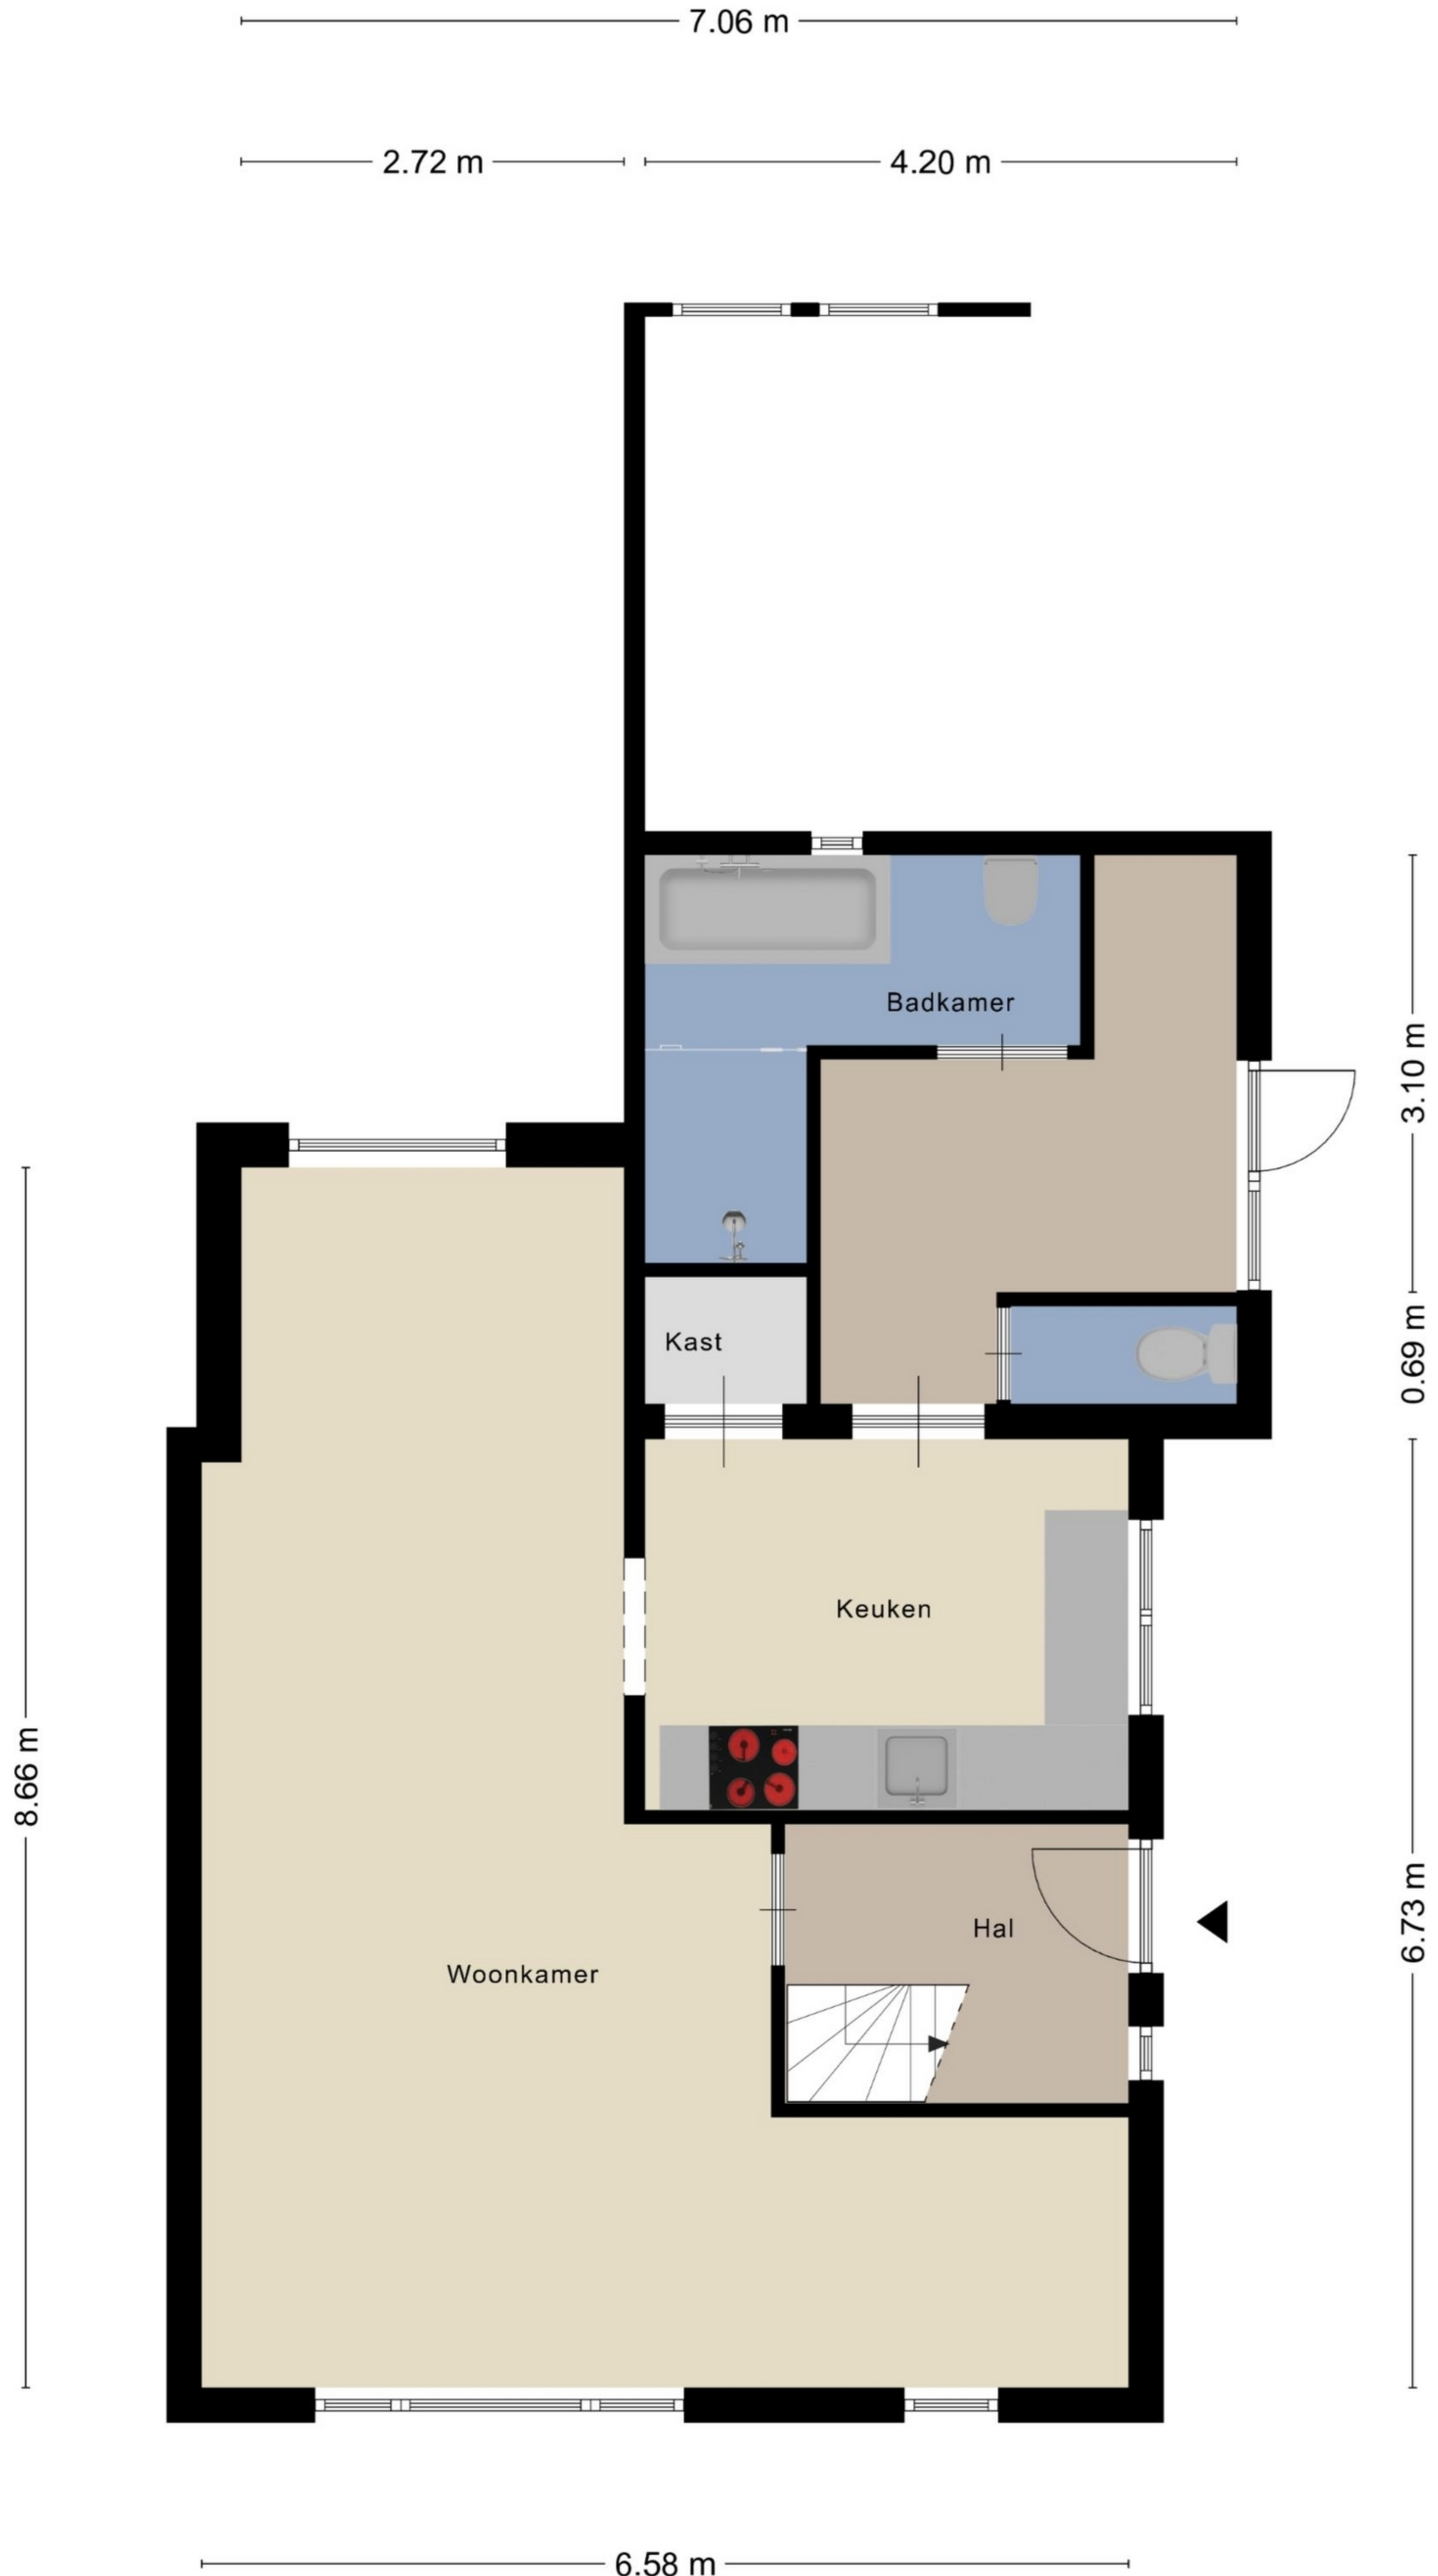 7.06 m
2.72 m
4.20 m
Badkamer
3.10 m
Kast
0.69 m
Keuken
8.66 m
Hal
6.73 m
Woonkamer
6.58 m